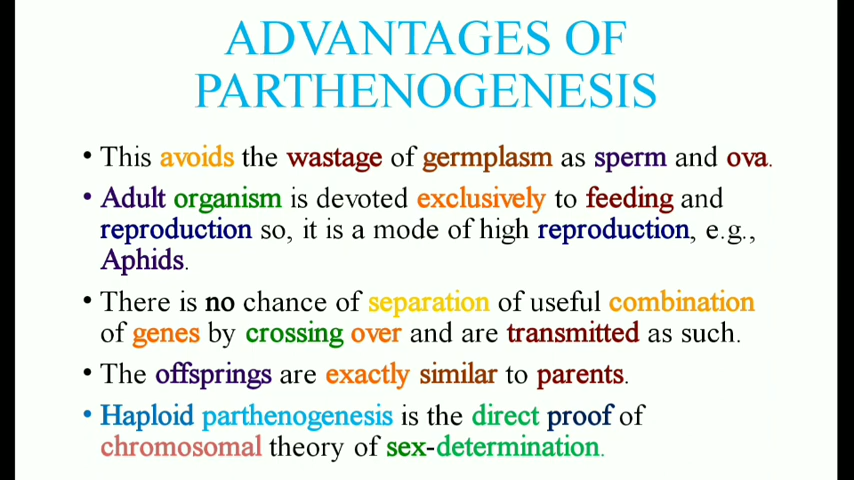 ADVANTAGES OF
PARTHENOGENESIS
• This avoids the wastage of germplasm as sperm and ova.
• Adult organism is devoted exclusively to feeding and
reproduction so, it is a mode of high reproduction, e.g.,
Aphids.
• There is no chance of separation of useful combination
of genes by crossing over and are transmitted as such.
• The offsprings are exactly similar to parents.
• Haploid parthenogenesis is the direct proof of
chromosomal theory of sex-determination.